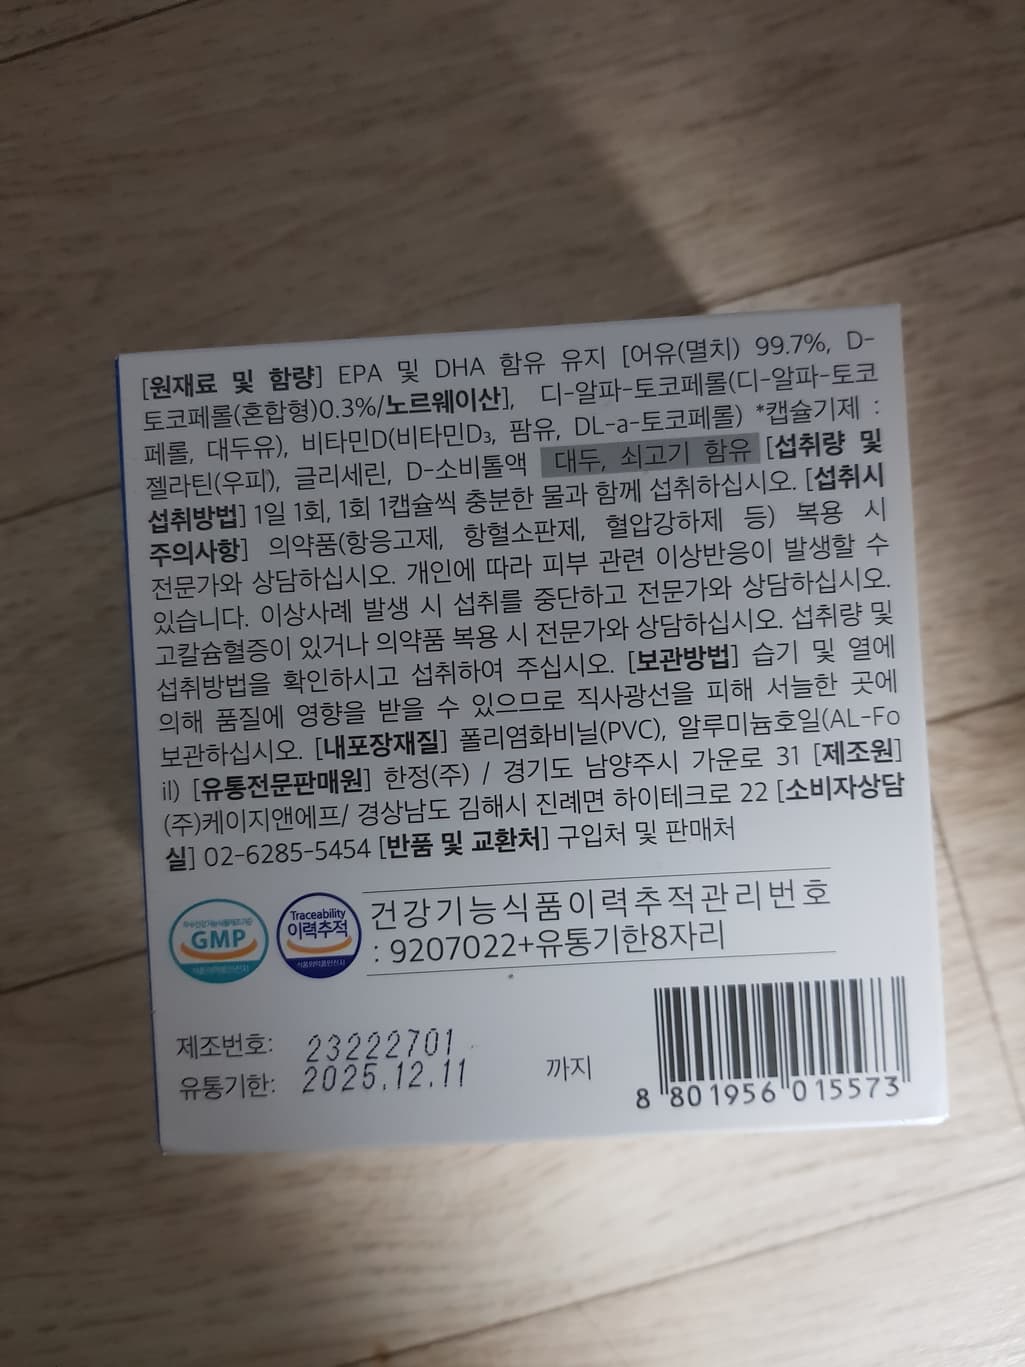 [원재료 및 함량] EPA 및 DHA 함유 유지 [어유(멸치) 99.7%, D-
토코페롤(혼합형)0.3%/노르웨이산], 디-알파-토코페롤(디-알파-토코
페롤, 대두유), 비타민D(비타민D₃, 팜유, DL-a-토코페롤) *캡슐기제 :
젤라틴(우피), 글리세린, D-소비톨액 대두, 쇠고기 함유 [섭취량 및
섭취방법] 1일 1회, 1회 1캡슐씩 충분한 물과 함께 섭취하십시오. [섭취시
주의사항] 의약품(항응고제, 항혈소판제, 혈압강하제 등) 복용 시
전문가와 상담하십시오. 개인에 따라 피부 관련 이상반응이 발생할 수
있습니다. 이상사례 발생 시 섭취를 중단하고 전문가와 상담하십시오.
고칼슘혈증이 있거나 의약품 복용 시 전문가와 상담하십시오. 섭취량 및
섭취방법을 확인하시고 섭취하여 주십시오. [보관방법] 습기 및 열에
의해 품질에 영향을 받을 수 있으므로 직사광선을 피해 서늘한 곳에
보관하십시오. [내포장재질] 폴리염화비닐(PVC), 알루미늄호일(AL-Fo
il) [유통전문판매원] 한정(주) / 경기도 남양주시 가운로 31 [제조원]
(주)케이지앤에프/ 경상남도 김해시 진례면 하이테크로 22 [소비자상담
실] 02-6285-5454 [반품 및 교환처] 구입처 및 판매처
GMP
Traceability
이력추적
식품의약품안전처
건강기능식품이력추적관리번호
: 9207022+유통기한8자리
제조번호: 23222701
유통기한: 2025.12.11 까지
8 801956 015573